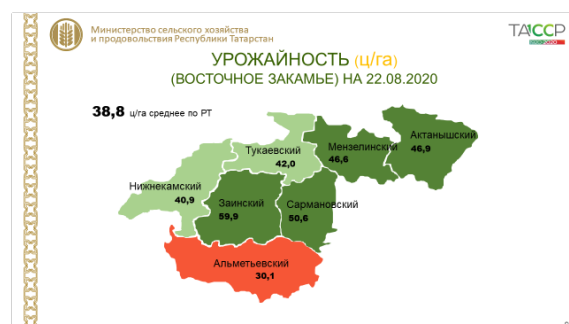 Министерство сельского хозяйства
и продовольствия Республики Татарстан
ТАССР
УРОЖАЙНОСТЬ (ц/га)
(ВОСТОЧНОЕ ЗАКАМЬЕ) НА 22.08.2020
38,8 ц/га среднее по РТ
Актанышский
46,9
Мензелинский
46,6
Тукаевский
42,0
Нижнекамский
40,9
Заинский
59,9
Сармановский
50,6
Альметьевский
30,1